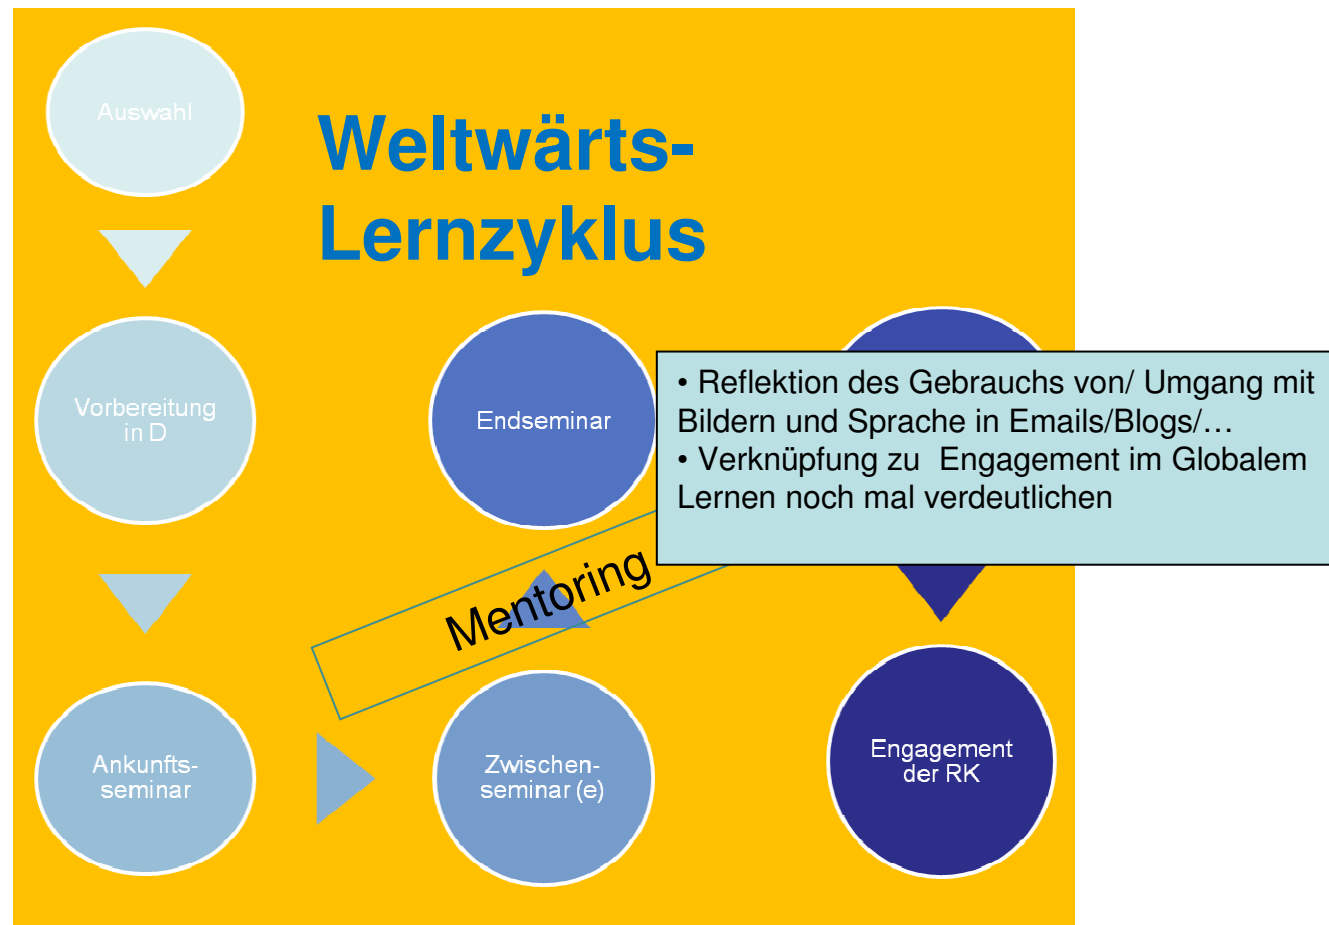 Auswahl
Weltwärts-
Lernzyklus
Vorbereitung
in D
Endseminar
• Reflektion des Gebrauchs von/ Umgang mit
Bildern und Sprache in Emails/Blogs/…
• Verknüpfung zu  Engagement im Globalem
Lernen noch mal verdeutlichen
Mentoring
Ankunfts-
seminar
Zwischen-
seminar (e)
Engagement
der RK